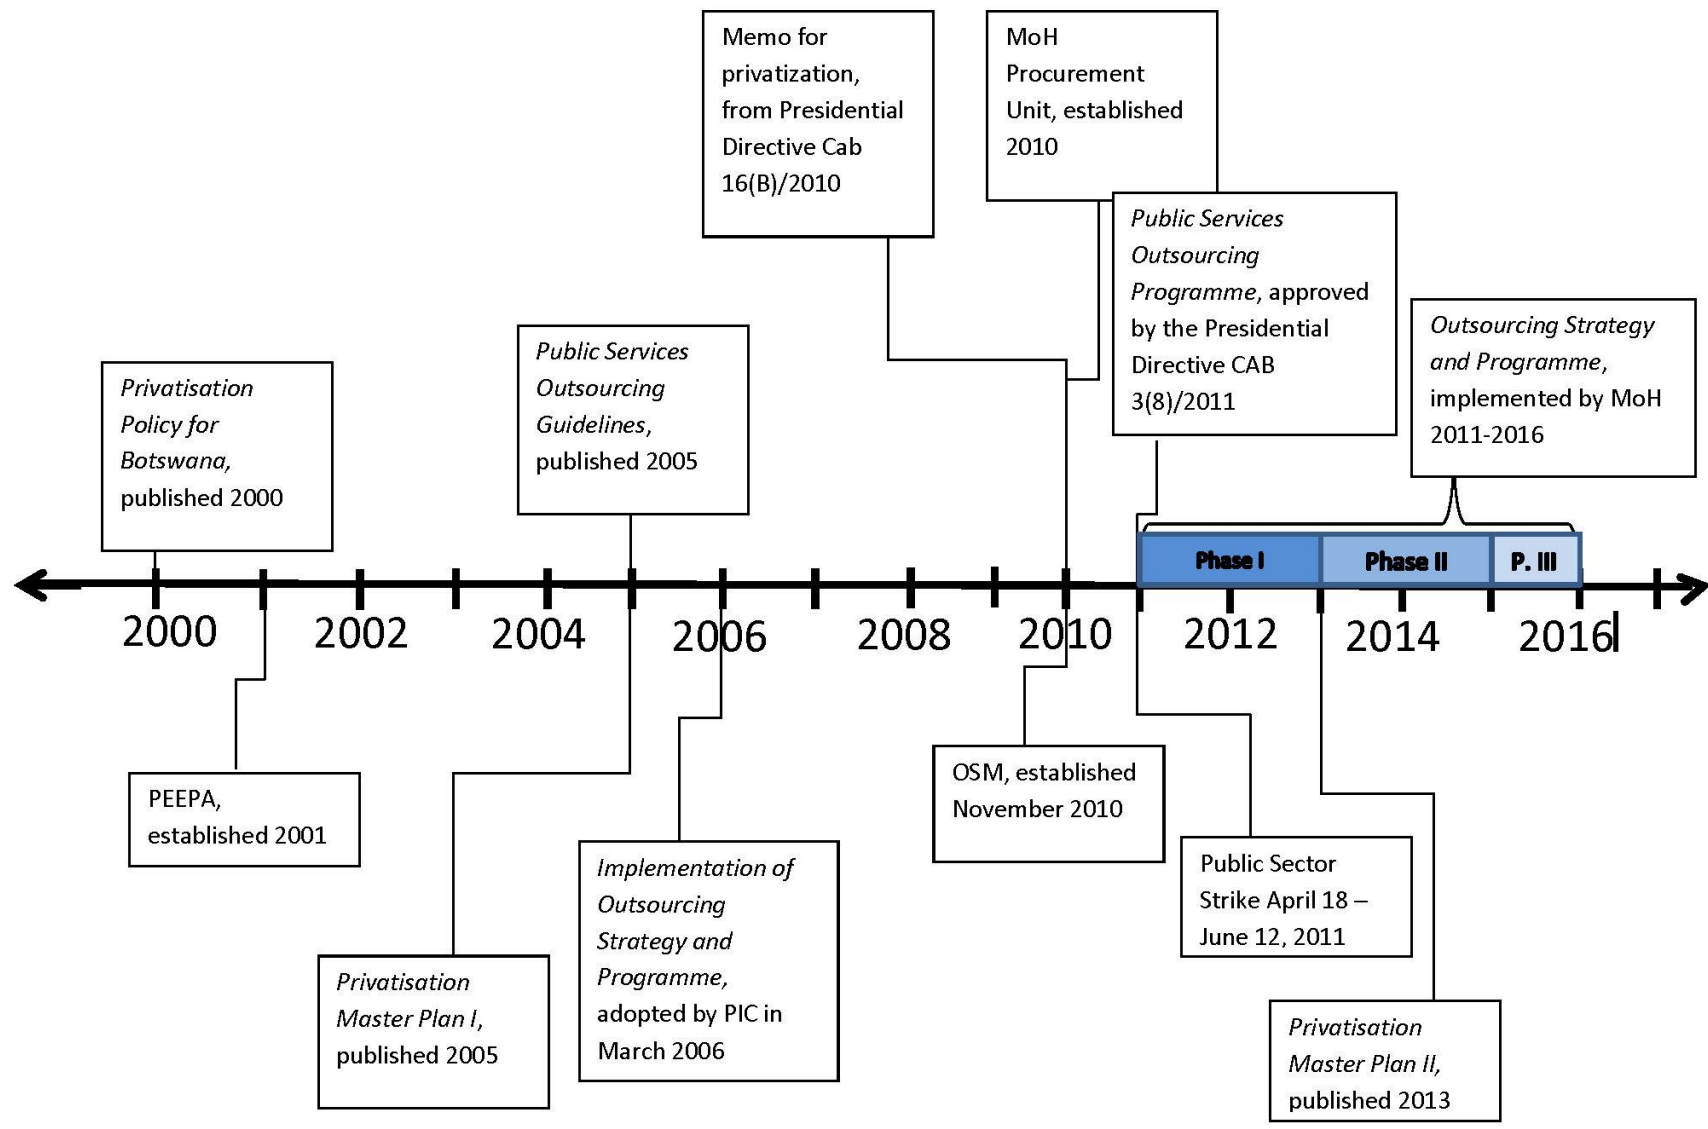 Memo for
privatization,
from Presidential
Directive Cab
16(B)/2010
MoH
Procurement
Unit, established
2010
Public Services
Outsourcing
Programme, approved
by the Presidential
Directive CAB
3(8)/2011
Outsourcing Strategy
and Programme,
implemented by MoH
2011-2016
Public Services
Outsourcing
Guidelines,
published 2005
Privatisation
Policy for
Botswana,
published 2000
Phase I
Phase II
P. III
2000
2002
2004
2006
2008
2010
2012
2014
2016
PEEPA,
established 2001
Privatisation
Master Plan I,
published 2005
Implementation of
Outsourcing
Strategy and
Programme,
adopted by PIC in
March 2006
OSM, established
November 2010
Public Sector
Strike April 18 –
June 12, 2011
Privatisation
Master Plan II,
published 2013